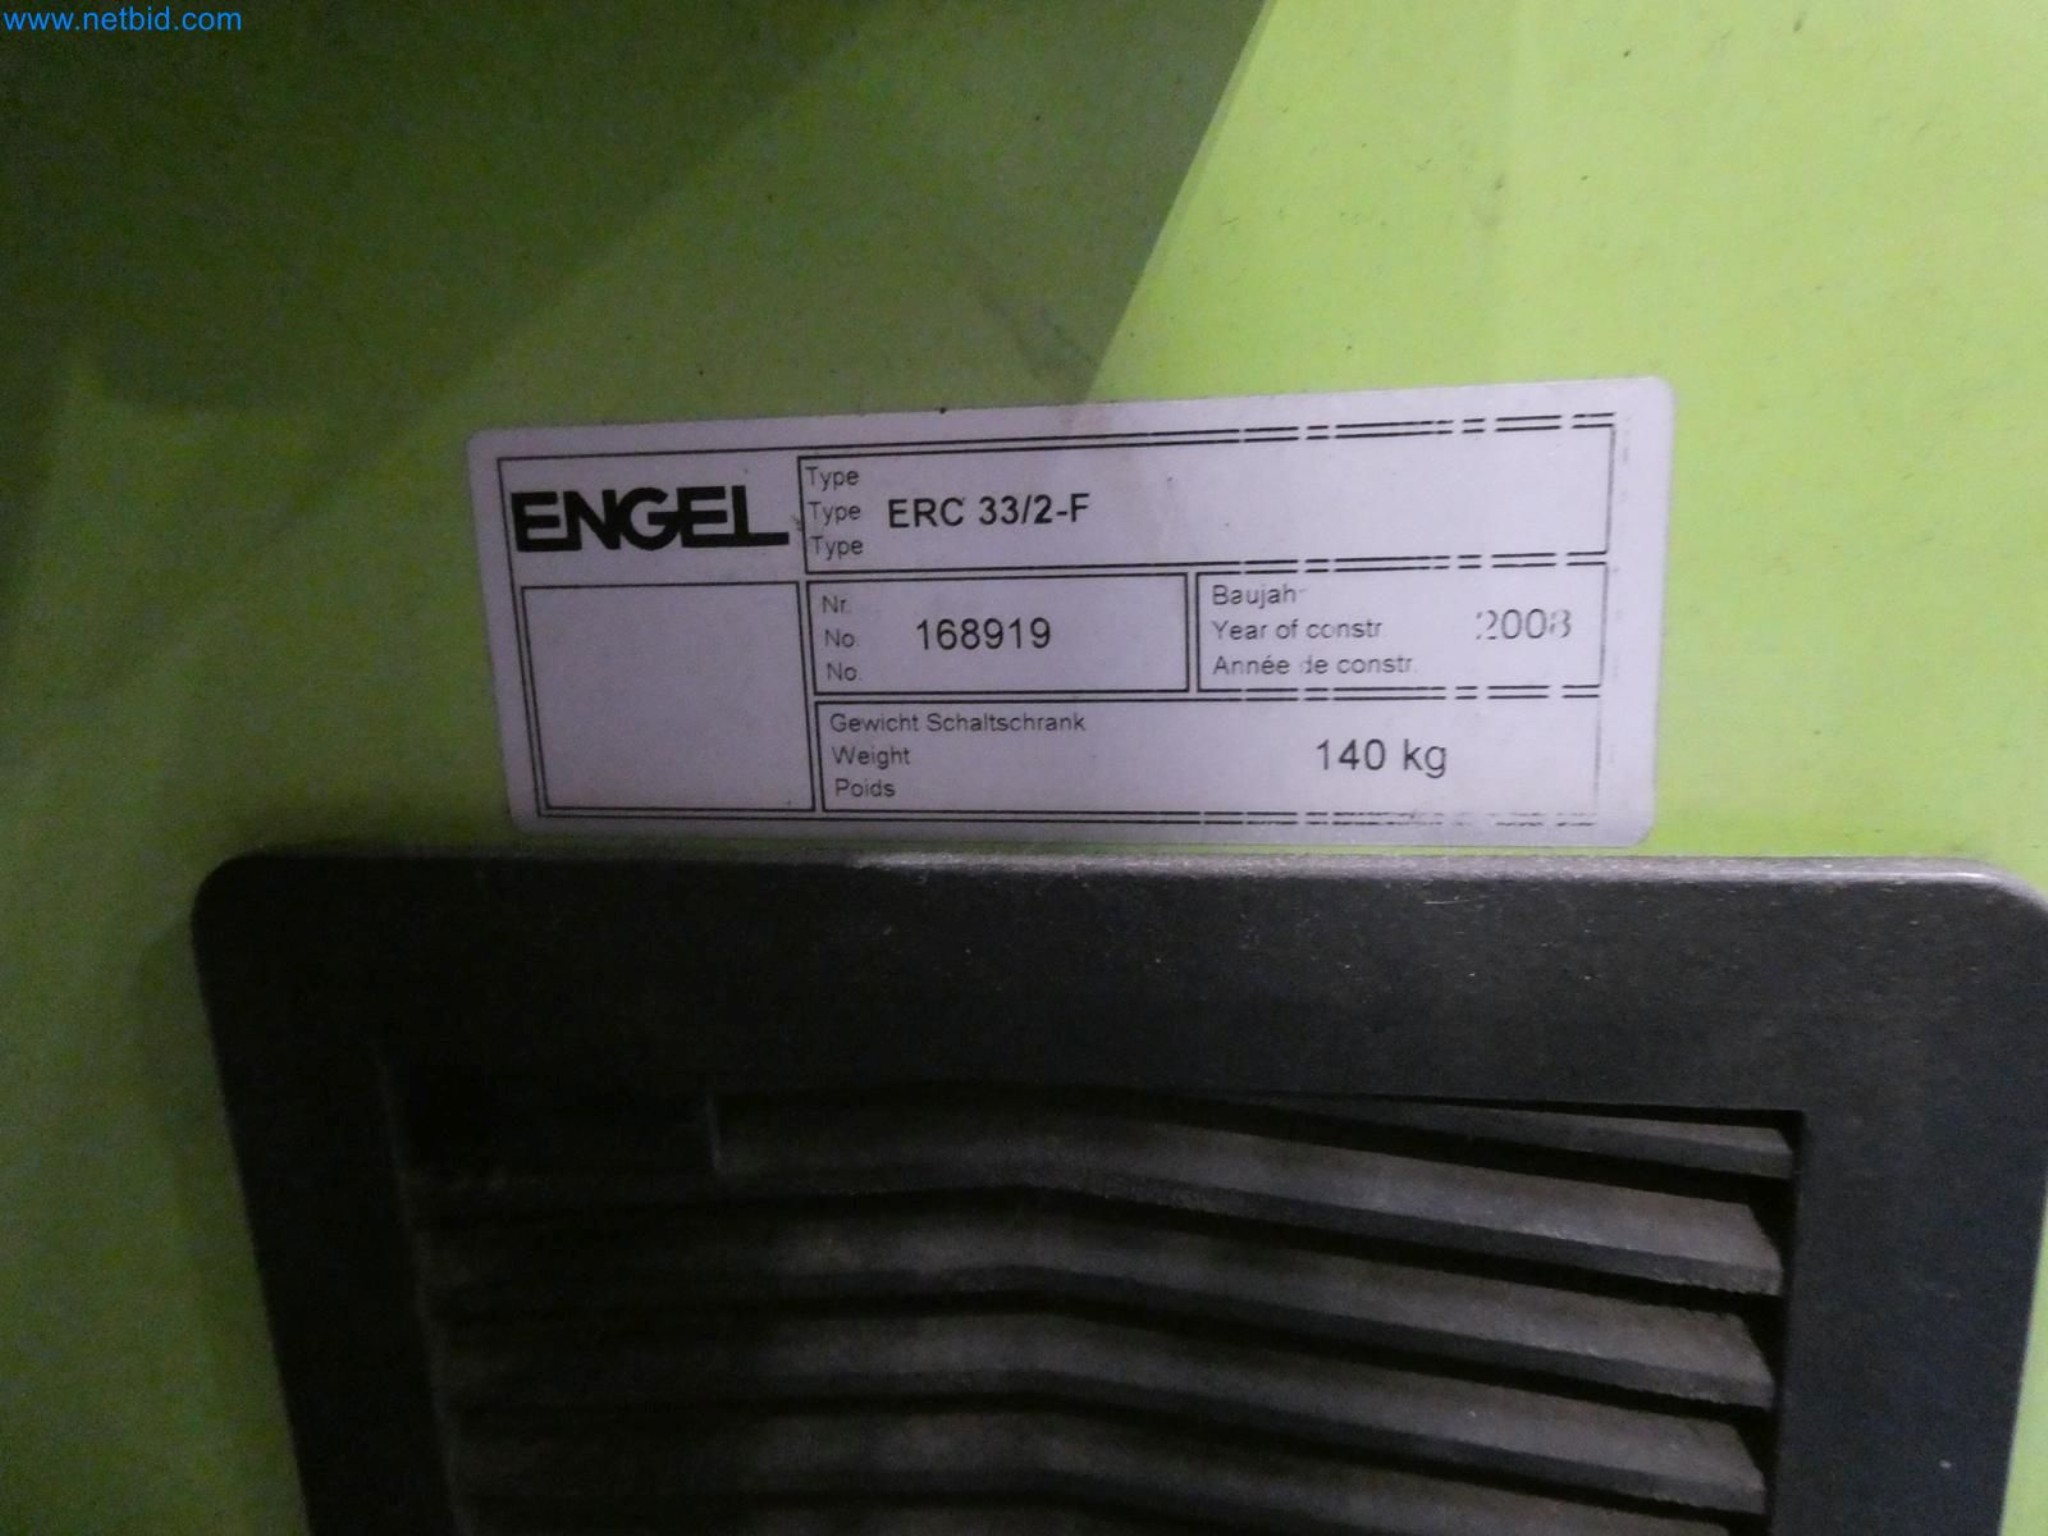 www.netbid.com
ENGEL
Type
Type ERC 33/2-F
Type
Nr.
No. 168919
No.
Baujahr
Year of constr. 2008
Année de constr.
Gewicht Schaltschrank
Weight 140 kg
Poids